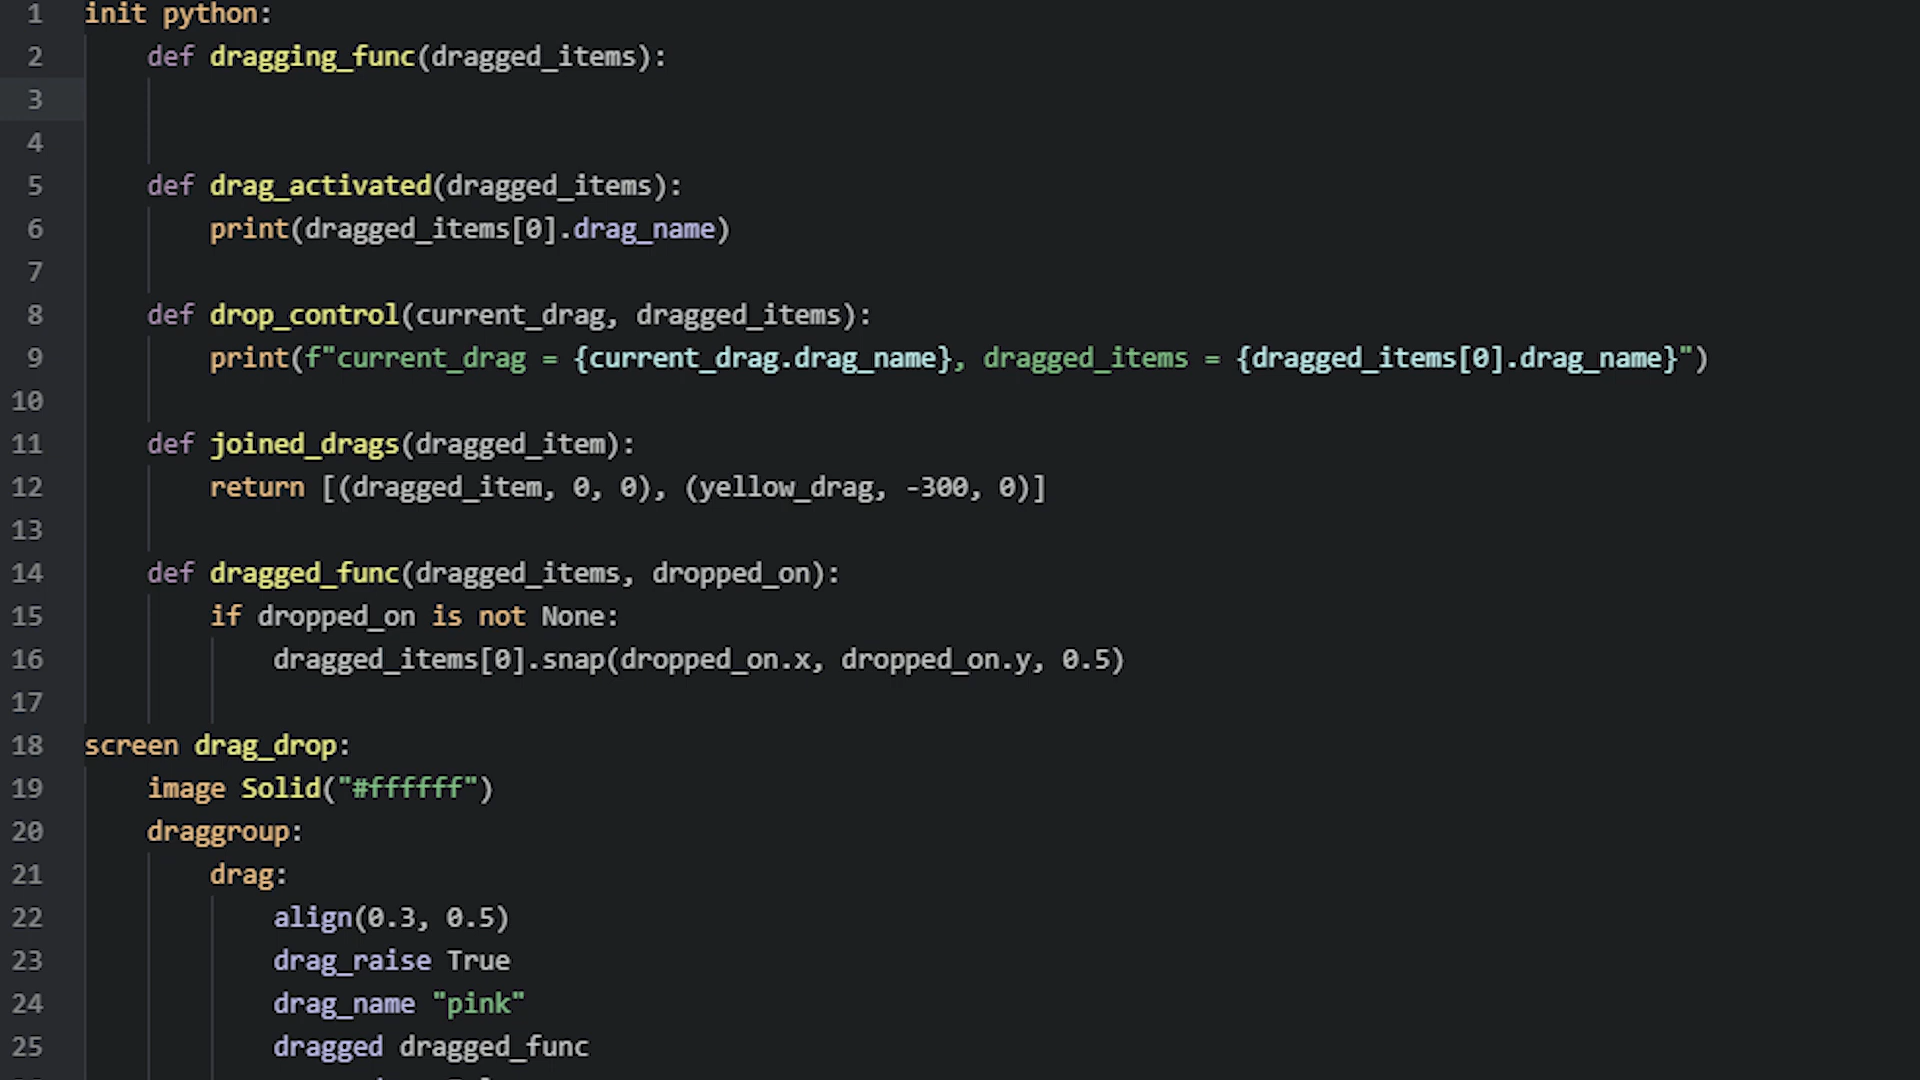 1 init python:
2 def dragging_func(dragged_items):
3
4
5 def drag_activated(dragged_items):
6 print(dragged_items[0].drag_name)
7
8 def drop_control(current_drag, dragged_items):
9 print(f"current_drag = {current_drag.drag_name}, dragged_items = {dragged_items[0].drag_name}")
10
11 def joined_drags(dragged_item):
12 return [(dragged_item, 0, 0), (yellow_drag, -300, 0)]
13
14 def dragged_func(dragged_items, dropped_on):
15 if dropped_on is not None:
16 dragged_items[0].snap(dropped_on.x, dropped_on.y, 0.5)
17
18 screen drag_drop:
19 image Solid("#ffffff")
20 draggroup:
21 drag:
22 align(0.3, 0.5)
23 drag_raise True
24 drag_name "pink"
25 dragged dragged_func